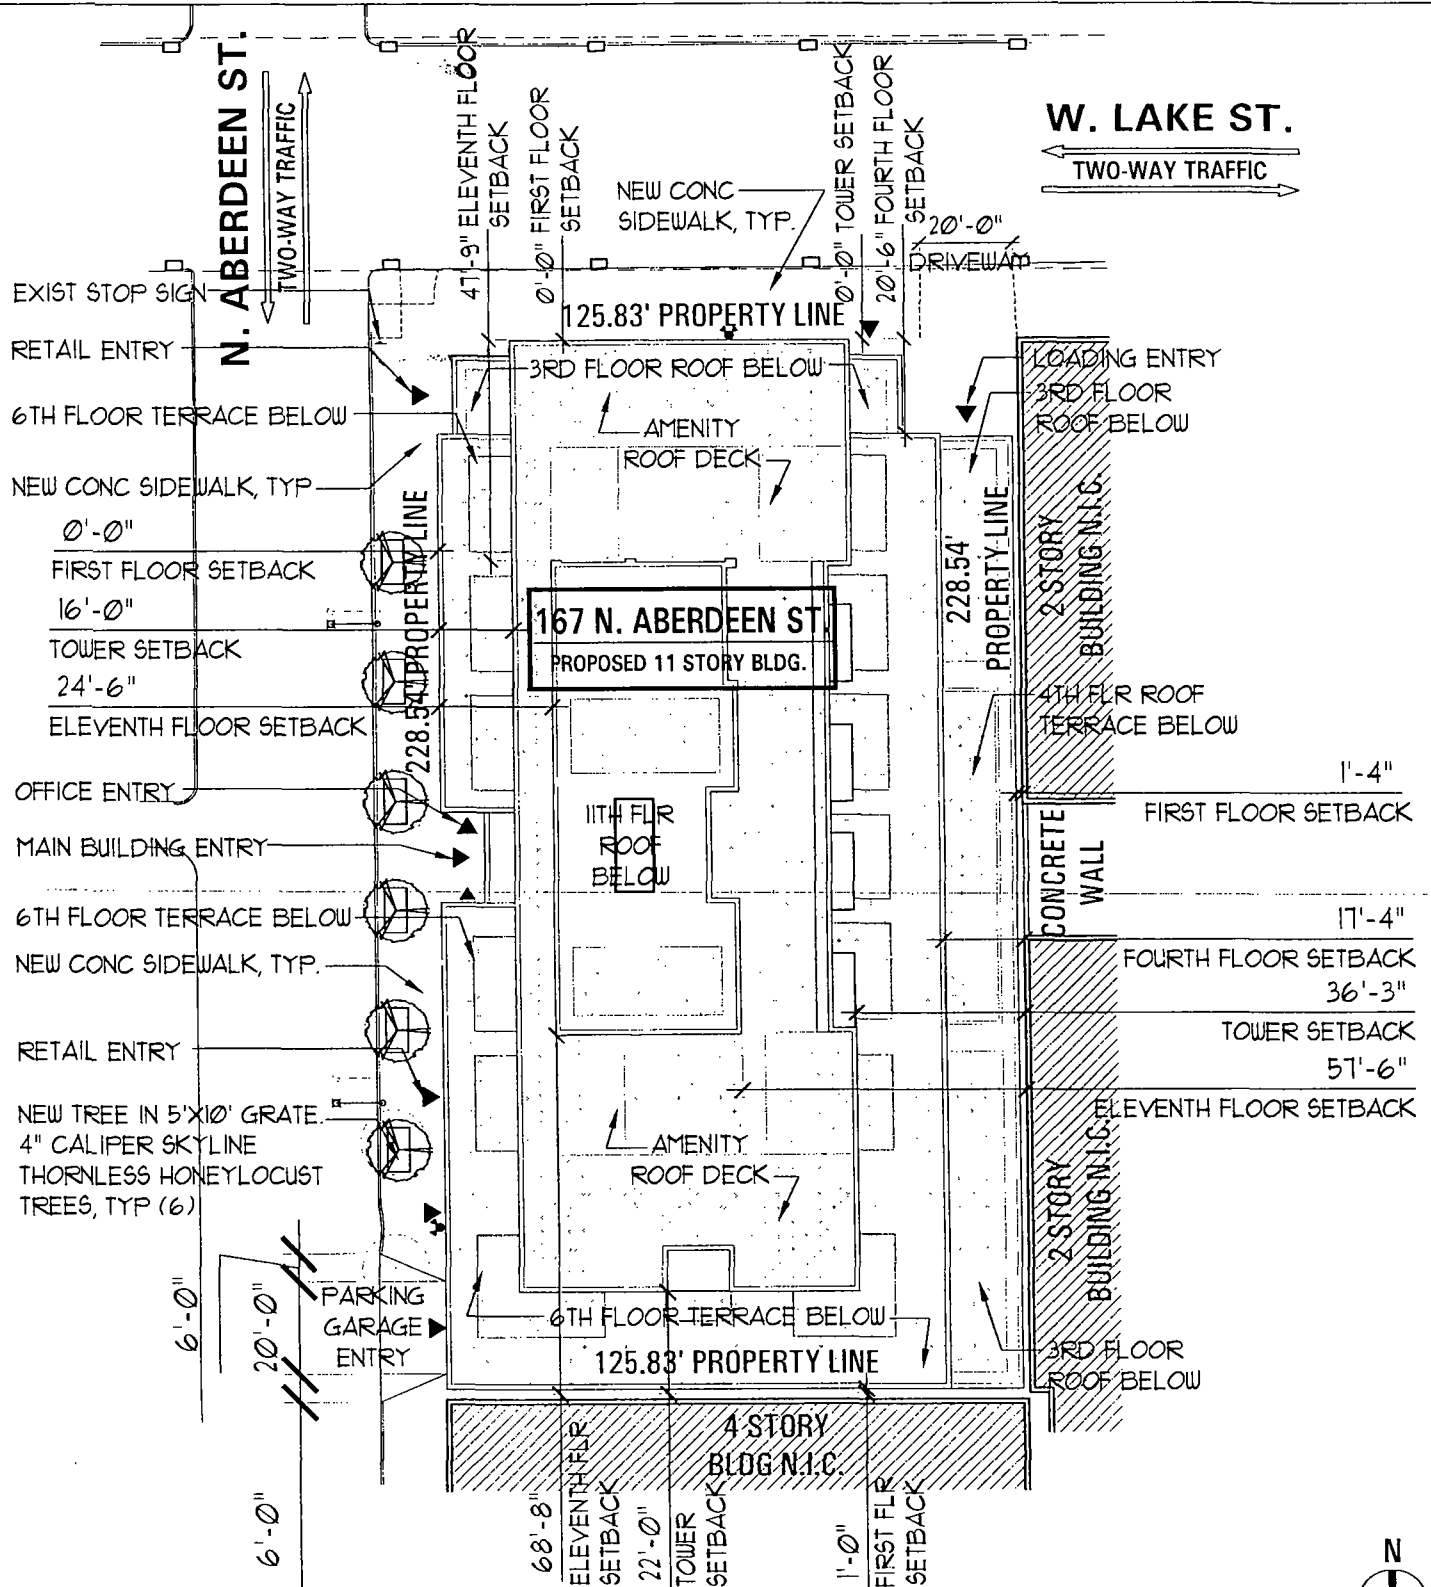 N. ABERDEEN ST.
TWO-WAY TRAFFIC
W. LAKE ST.
TWO-WAY TRAFFIC
47'-9" ELEVENTH FLOOR
SETBACK
0'-0" FIRST FLOOR
SETBACK
NEW CONC
SIDEWALK, TYP.
0'-0" TOWER SETBACK
20'-6" FOURTH FLOOR
SETBACK
20'-0"
DRIVEWAY
EXIST STOP SIGN
RETAIL ENTRY
6TH FLOOR TERRACE BELOW
NEW CONC SIDEWALK, TYP
0'-0"
FIRST FLOOR SETBACK
16'-0"
TOWER SETBACK
24'-6"
ELEVENTH FLOOR SETBACK
OFFICE ENTRY
MAIN BUILDING ENTRY
6TH FLOOR TERRACE BELOW
NEW CONC SIDEWALK, TYP.
RETAIL ENTRY
NEW TREE IN 5'X10' GRATE.
4" CALIPER SKYLINE
THORNLESS HONEYLOCUST
TREES, TYP (6)
6'-0"
20'-0"
6'-0"
PARKING
GARAGE
ENTRY
125.83' PROPERTY LINE
3RD FLOOR ROOF BELOW
AMENITY
ROOF DECK
228.54' PROPERTY LINE
167 N. ABERDEEN ST.
PROPOSED 11 STORY BLDG.
11TH FLR
ROOF
BELOW
AMENITY
ROOF DECK
6TH FLOOR TERRACE BELOW
125.83' PROPERTY LINE
4 STORY
BLDG N.I.C.
68'-8"
ELEVENTH FLR
SETBACK
22'-0"
TOWER
SETBACK
1'-0"
FIRST FLR
SETBACK
LOADING ENTRY
3RD FLOOR
ROOF BELOW
228.54'
PROPERTY LINE
2 STORY
BUILDING N.I.C.
4TH FLR ROOF
TERRACE BELOW
1'-4"
FIRST FLOOR SETBACK
CONCRETE
WALL
17'-4"
FOURTH FLOOR SETBACK
36'-3"
TOWER SETBACK
57'-6"
ELEVENTH FLOOR SETBACK
2 STORY
BUILDING N.I.C.
3RD FLOOR
ROOF BELOW
N